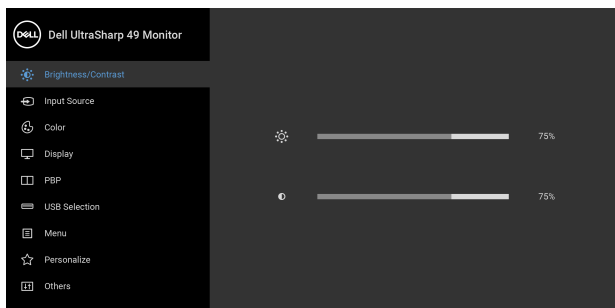 DELL Dell UltraSharp 49 Monitor
Brightness/Contrast
Input Source
Color
75%
Display
PBP
75%
USB Selection
Menu
Personalize
Others